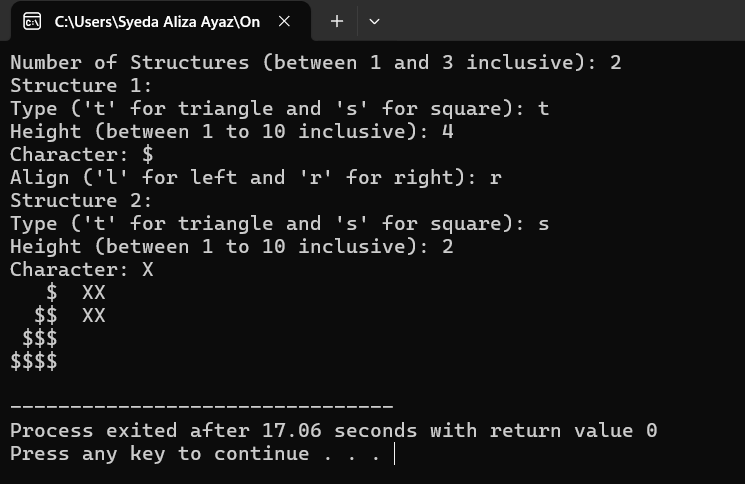 C:\Users\Syeda Aliza Ayaz\On
Number of Structures (between 1 and 3 inclusive): 2
Structure 1:
Type ('t' for triangle and 's' for square): t
Height (between 1 to 10 inclusive): 4
Character: $
Align ('l' for left and 'r' for right): r
Structure 2:
Type ('t' for triangle and 's' for square): s
Height (between 1 to 10 inclusive): 2
Character: X
   $  XX
  $$  XX
 $$$
$$$$
--------------------------------
Process exited after 17.06 seconds with return value 0
Press any key to continue . . .